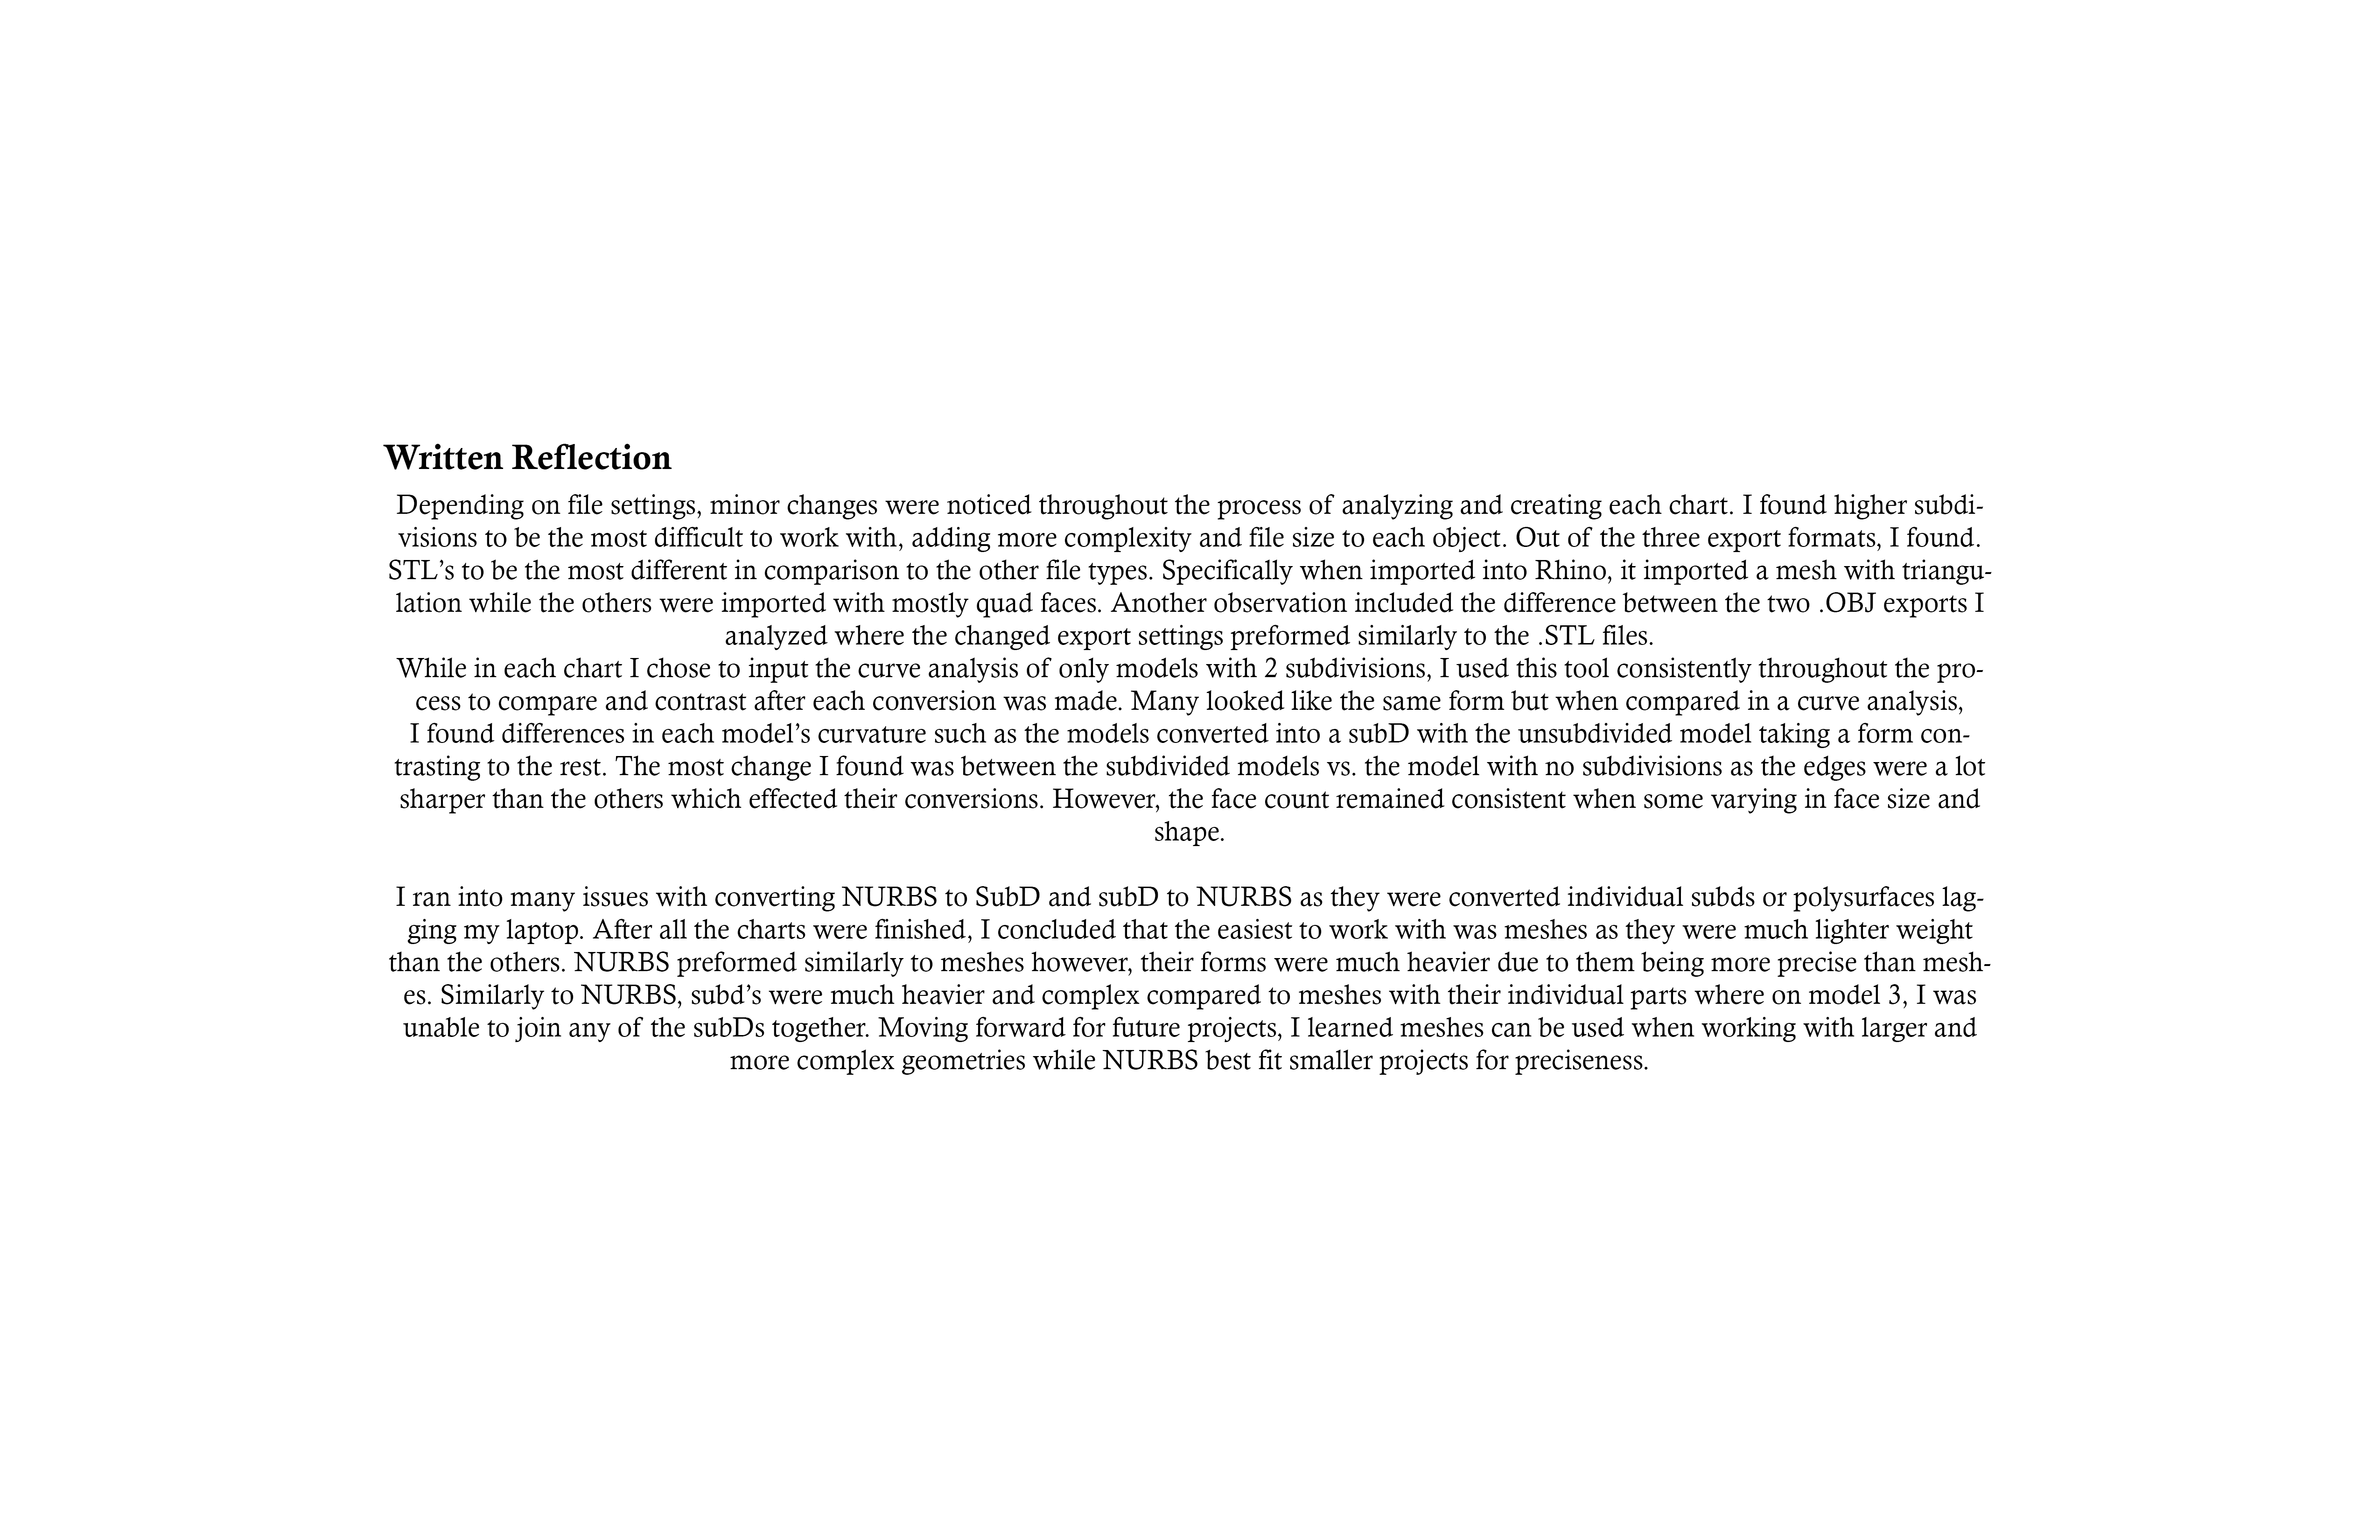 Written Reflection
Depending on file settings, minor changes were noticed throughout the process of analyzing and creating each chart. I found higher subdi-
visions to be the most difficult to work with, adding more complexity and file size to each object. Out of the three export formats, I found.
STL’s to be the most different in comparison to the other file types. Specifically when imported into Rhino, it imported a mesh with triangu-
lation while the others were imported with mostly quad faces. Another observation included the difference between the two .OBJ exports I
analyzed where the changed export settings preformed similarly to the .STL files.
While in each chart I chose to input the curve analysis of only models with 2 subdivisions, I used this tool consistently throughout the pro-
cess to compare and contrast after each conversion was made. Many looked like the same form but when compared in a curve analysis,
I found differences in each model’s curvature such as the models converted into a subD with the unsubdivided model taking a form con-
trasting to the rest. The most change I found was between the subdivided models vs. the model with no subdivisions as the edges were a lot
sharper than the others which effected their conversions. However, the face count remained consistent when some varying in face size and
shape.
I ran into many issues with converting NURBS to SubD and subD to NURBS as they were converted individual subds or polysurfaces lag-
ging my laptop. After all the charts were finished, I concluded that the easiest to work with was meshes as they were much lighter weight
than the others. NURBS preformed similarly to meshes however, their forms were much heavier due to them being more precise than mesh-
es. Similarly to NURBS, subd’s were much heavier and complex compared to meshes with their individual parts where on model 3, I was
unable to join any of the subDs together. Moving forward for future projects, I learned meshes can be used when working with larger and
more complex geometries while NURBS best fit smaller projects for preciseness.